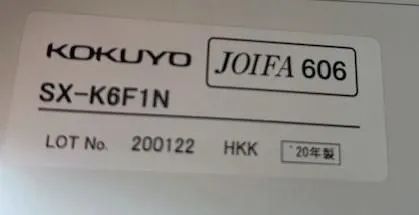 KOKUYO JOIFA 606
SX-K6F1N
LOT No. 200122 HKK '20年製